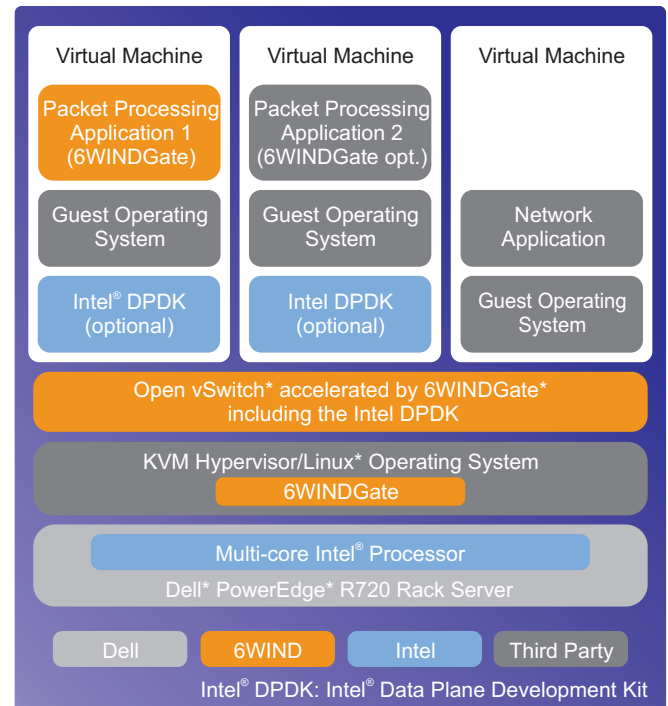 Virtual Machine
Packet Processing
Application 1
(6WINDGate)
Guest Operating
System
Intel® DPDK
(optional)
Virtual Machine
Packet Processing
Application 2
(6WINDGate opt.)
Guest Operating
System
Intel DPDK
(optional)
Virtual Machine
Network
Application
Guest Operating
System
Open vSwitch* accelerated by 6WINDGate*
including the Intel DPDK
KVM Hypervisor/Linux* Operating System
6WINDGate
Multi-core Intel® Processor
Dell* PowerEdge* R720 Rack Server
Dell
6WIND
Intel
Third Party
Intel® DPDK: Intel® Data Plane Development Kit